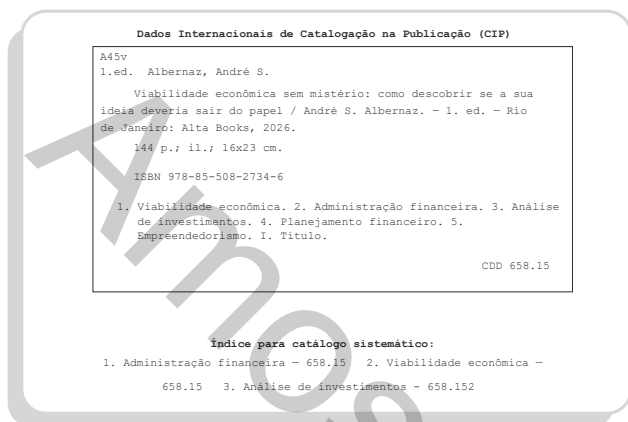 Dados Internacionais de Catalogação na Publicação (CIP)
A45v
1.ed. Albernaz, André S.
Viabilidade econômica sem mistério: como descobrir se a sua
ideia deveria sair do papel / André S. Albernaz. — 1. ed. — Rio
de Janeiro: Alta Books, 2026.
144 p.; il.; 16x23 cm.
ISBN 978-85-508-2734-6
1. Viabilidade econômica. 2. Administração financeira. 3. Análise
de investimentos. 4. Planejamento financeiro. 5.
Empreendedorismo. I. Título.
CDD 658.15
Índice para catálogo sistemático:
1. Administração financeira — 658.15 2. Viabilidade econômica —
658.15 3. Análise de investimentos - 658.152
Amos